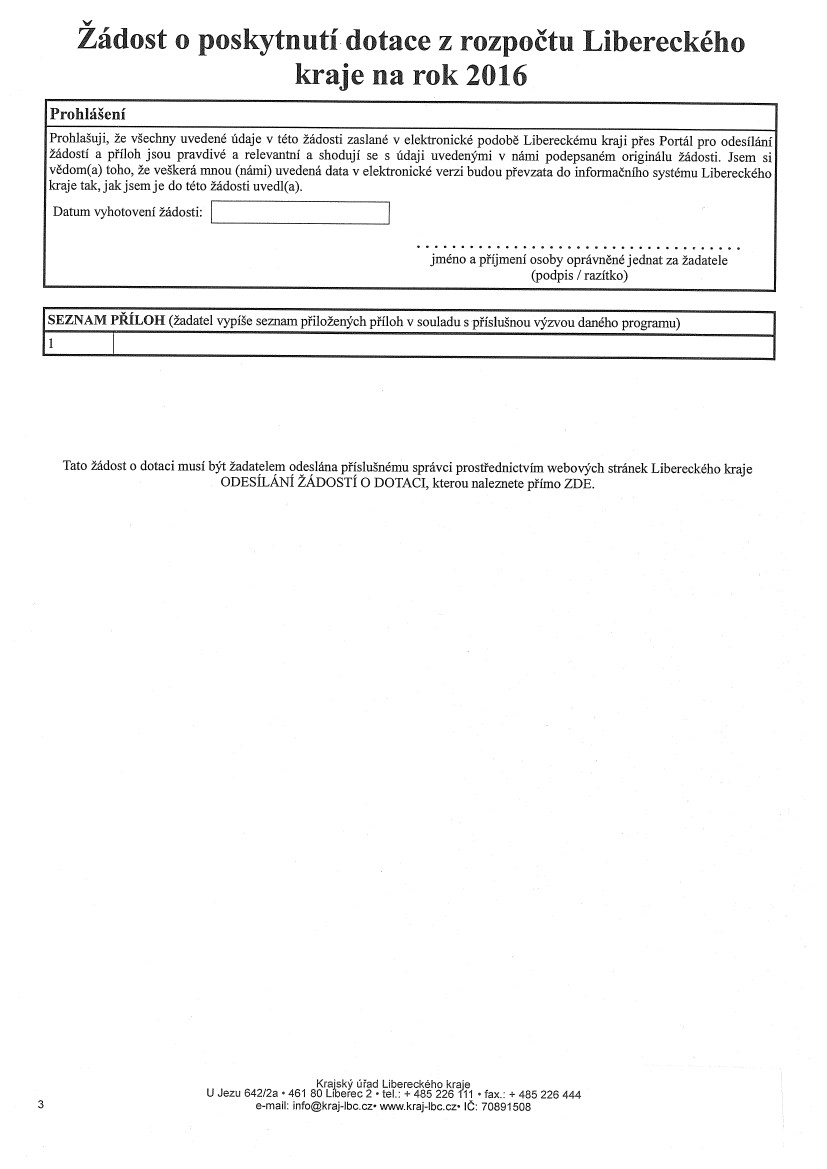 Žádost o poskytnutí dotace z rozpočtu Libereckého
kraje na rok 2016
Prohlášení
Prohlašuji, že všechny uvedené údaje v této žádosti zaslané v elektronické podobě Libereckému kraji přes Portál pro odesílání
žádostí a příloh jsou pravdivé a relevantní a shodují se s údaji uvedenými v námi podepsaném originálu žádosti. Jsem si
vědom(a) toho, že veškerá mnou (námi) uvedená data v elektronické verzi budou převzata do informačního systému Libereckého
kraje tak, jak jsem je do této žádosti uvedl(a).
Datum vyhotovení žádosti:
jméno a příjmení osoby oprávněné jednat za žadatele
(podpis / razítko)
SEZNAM PŘÍLOH (žadatel vypíše seznam přiložených příloh v souladu s příslušnou výzvou daného programu)
1
Tato žádost o dotaci musí být žadatelem odeslána příslušnému správci prostřednictvím webových stránek Libereckého kraje
ODESÍLÁNÍ ŽÁDOSTÍ O DOTACI, kterou naleznete přímo ZDE.
Krajský úřad Libereckého kraje
U Jezu 642/2a • 461 80 Liberec 2 • tel.: + 485 226 111 • fax.: + 485 226 444
3 e-mail: info@kraj-lbc.cz• www.kraj-lbc.cz• IČ: 70891508